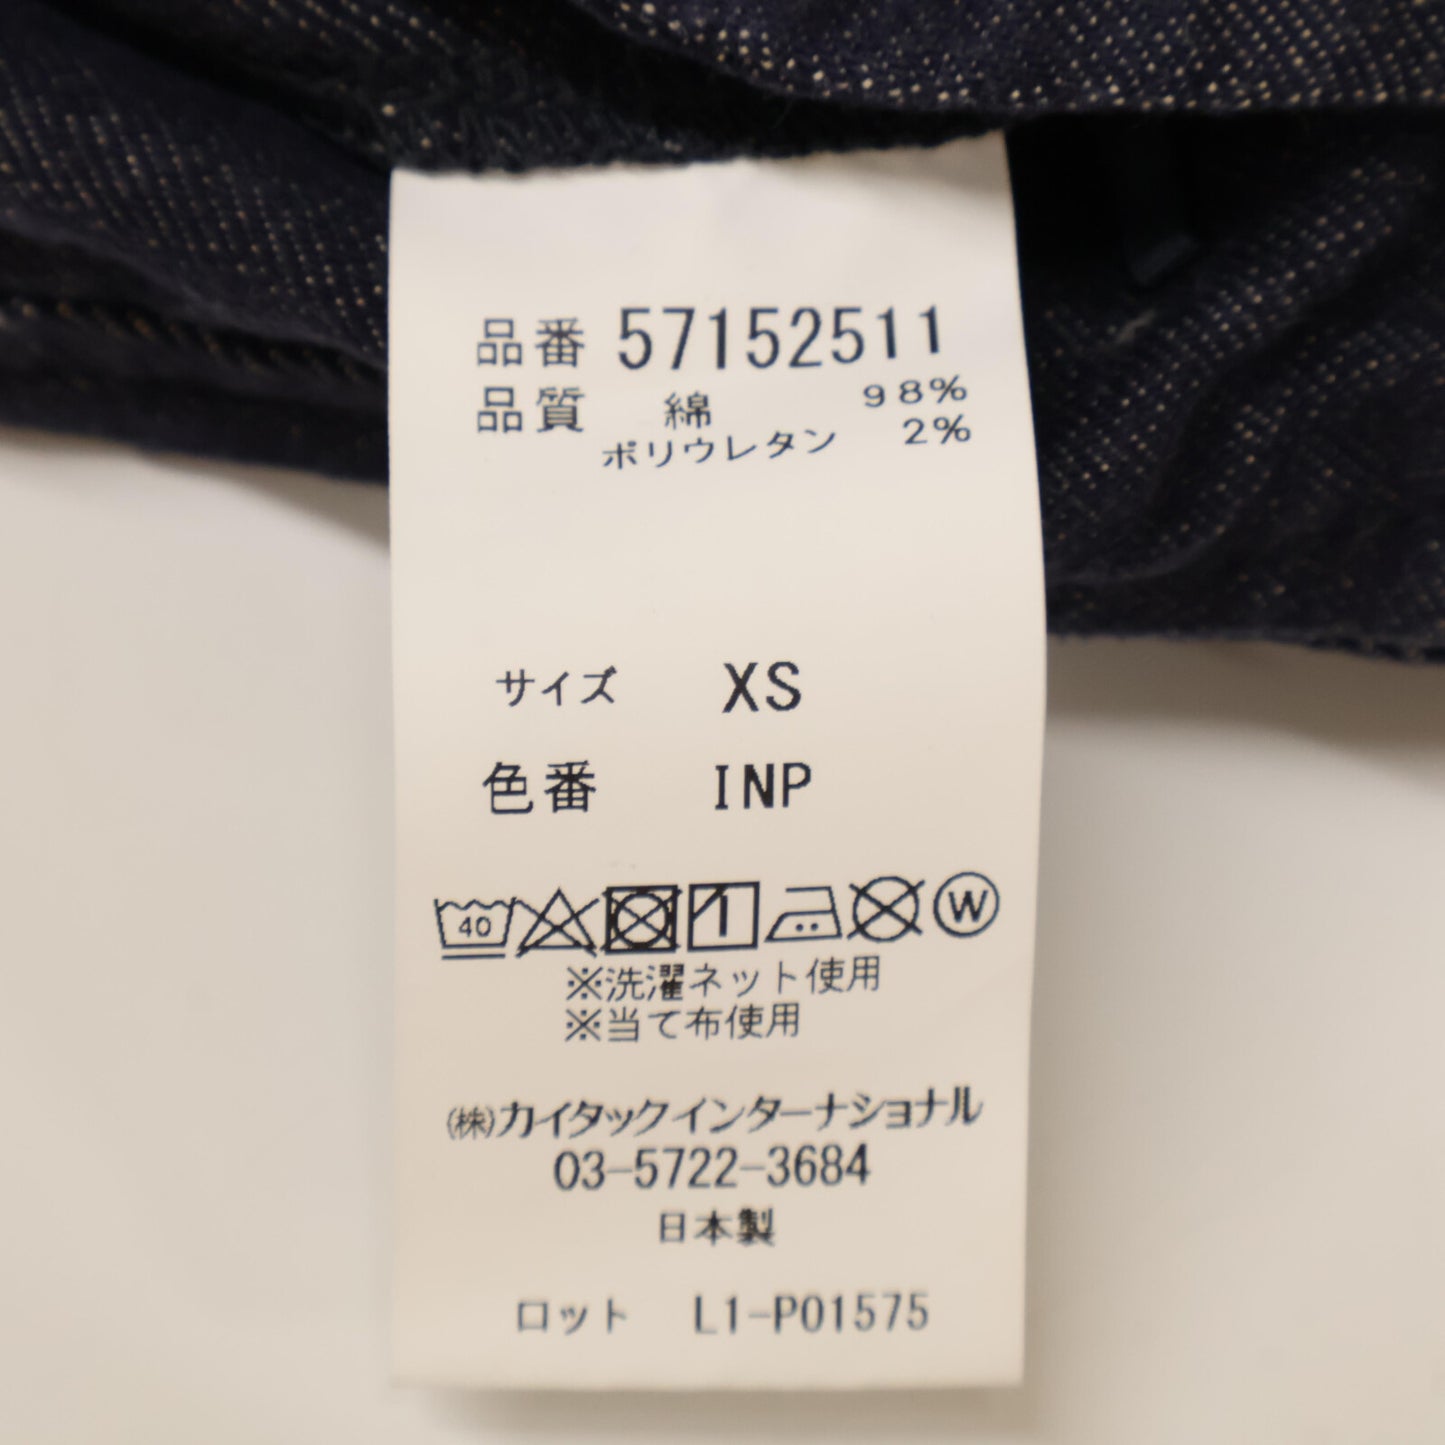 品番 57152511
品質 綿 98%
ポリウレタン 2%
サイズ XS
色番 INP
40 W
※洗濯ネット使用
※当て布使用
(株)カイタックインターナショナル
03-5722-3684
日本製
ロット L1-P01575